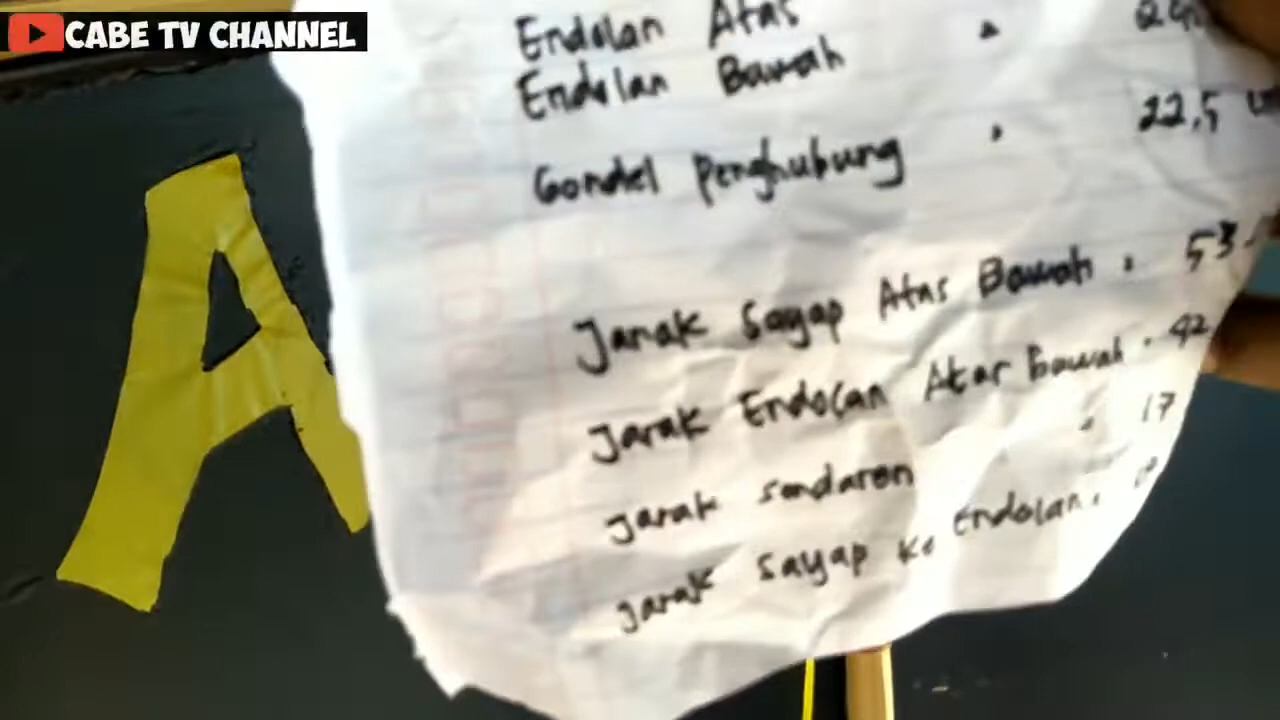 CABE TV CHANNEL
Endolan Atas
Endolan Bawah
Gondel Penghubung : 22,5
Jarak Sayap Atas Bawah : 53
Jarak Endolan Atas bawah : 42
Jarak sendaren : 17
Jarak sayap ke Endolan :
A